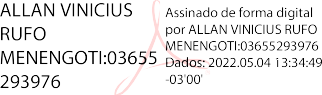 ALLAN VINICIUS
RUFO
MENENGOTI:03655
293976
Assinado de forma digital
por ALLAN VINICIUS RUFO
MENENGOTI:03655293976
Dados: 2022.05.04 13:34:49
-03'00'